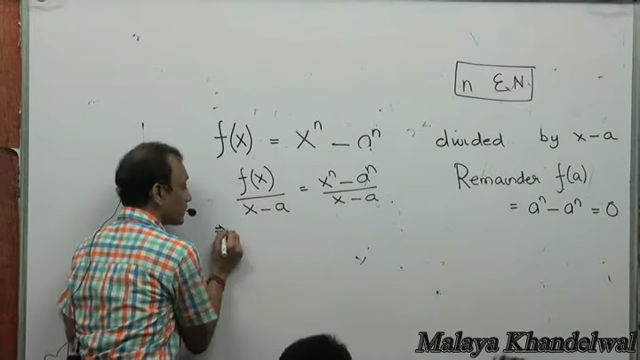 n ∈ N.
f(x) = xⁿ − aⁿ divided by x−a
f(x)/x−a = xⁿ−aⁿ/x−a. Remainder f(a)
= aⁿ−aⁿ = 0
⇒
Malaya Khandelwal